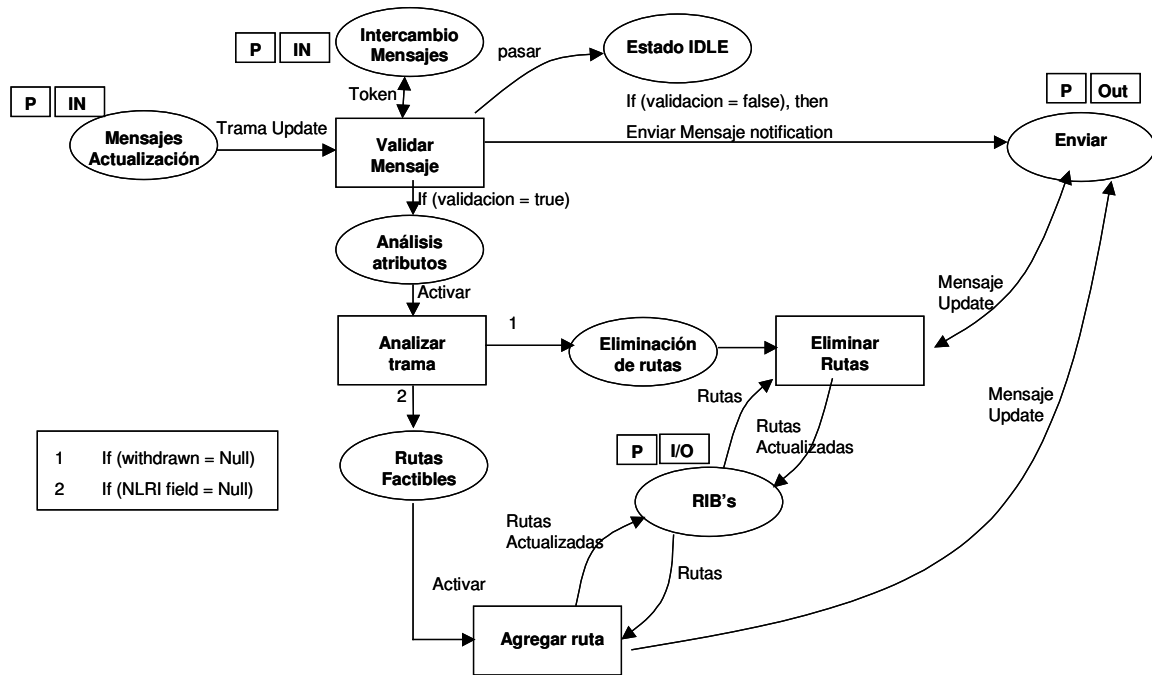 P IN
Intercambio
Mensajes
pasar
Estado IDLE
Token
P IN
Mensajes
Actualización
Trama Update
Validar
Mensaje
If (validacion = false), then
Enviar Mensaje notification
P Out
Enviar
If (validacion = true)
Análisis
atributos
Activar
Analizar
trama
1
Eliminación
de rutas
Eliminar
Rutas
Mensaje
Update
2
Rutas
Rutas
Actualizadas
Mensaje
Update
1 If (withdrawn = Null)
2 If (NLRI field = Null)
Rutas
Factibles
P I/O
RIB's
Rutas
Actualizadas
Rutas
Activar
Agregar ruta